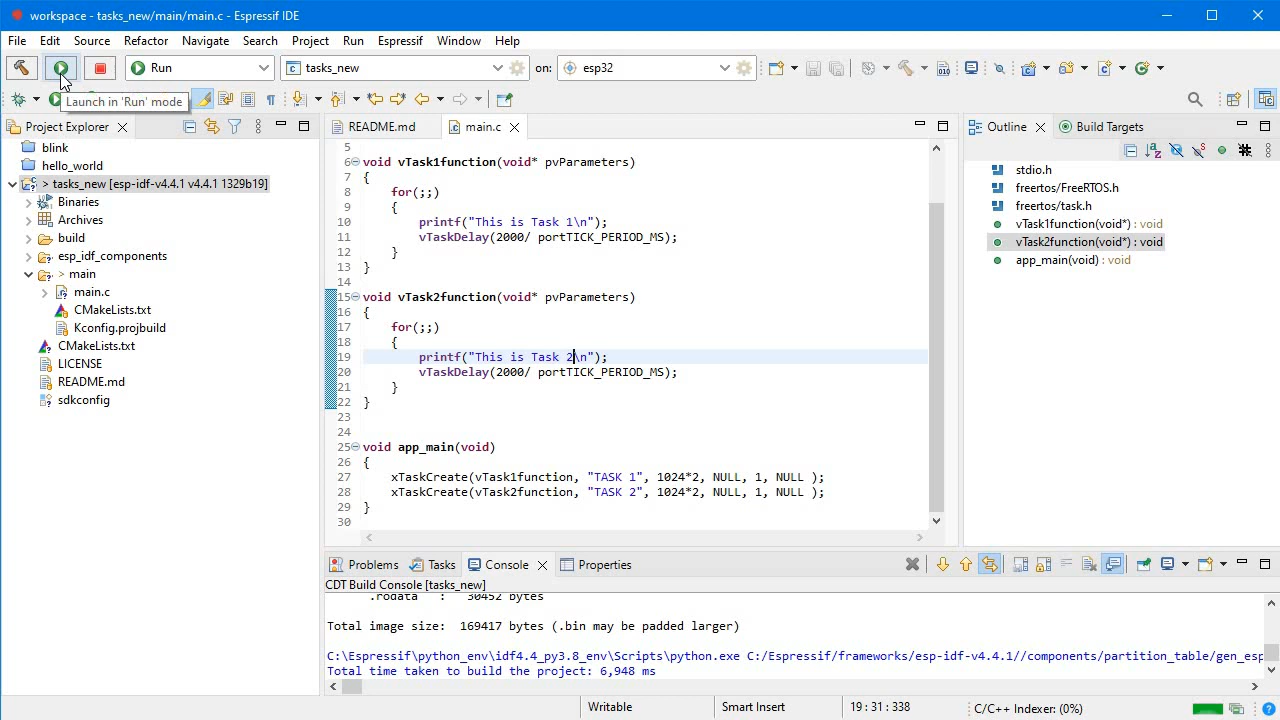 workspace - tasks_new/main/main.c - Espressif IDE
File Edit Source Refactor Navigate Search Project Run Espressif Window Help
Run tasks_new on: esp32
Launch in 'Run' mode
Project Explorer
blink
hello_world
> tasks_new [esp-idf-v4.4.1 v4.4.1 1329b19]
Binaries
Archives
build
esp_idf_components
> main
main.c
CMakeLists.txt
Kconfig.projbuild
CMakeLists.txt
LICENSE
README.md
sdkconfig
README.md main.c
5
6 void vTask1function(void* pvParameters)
7 {
8 for(;;)
9 {
10 printf("This is Task 1\n");
11 vTaskDelay(2000/ portTICK_PERIOD_MS);
12 }
13 }
14
15 void vTask2function(void* pvParameters)
16 {
17 for(;;)
18 {
19 printf("This is Task 2\n");
20 vTaskDelay(2000/ portTICK_PERIOD_MS);
21 }
22 }
23
24
25 void app_main(void)
26 {
27 xTaskCreate(vTask1function, "TASK 1", 1024*2, NULL, 1, NULL );
28 xTaskCreate(vTask2function, "TASK 2", 1024*2, NULL, 1, NULL );
29 }
30
Outline Build Targets
stdio.h
freertos/FreeRTOS.h
freertos/task.h
vTask1function(void*) : void
vTask2function(void*) : void
app_main(void) : void
Problems Tasks Console Properties
CDT Build Console [tasks_new]
.rodata : 30452 bytes
Total image size: 169417 bytes (.bin may be padded larger)
C:\Espressif\python_env\idf4.4_py3.8_env\Scripts\python.exe C:/Espressif/frameworks/esp-idf-v4.4.1//components/partition_table/gen_esp
Total time taken to build the project: 6,948 ms
Writable Smart Insert 19 : 31 : 338 C/C++ Indexer: (0%)